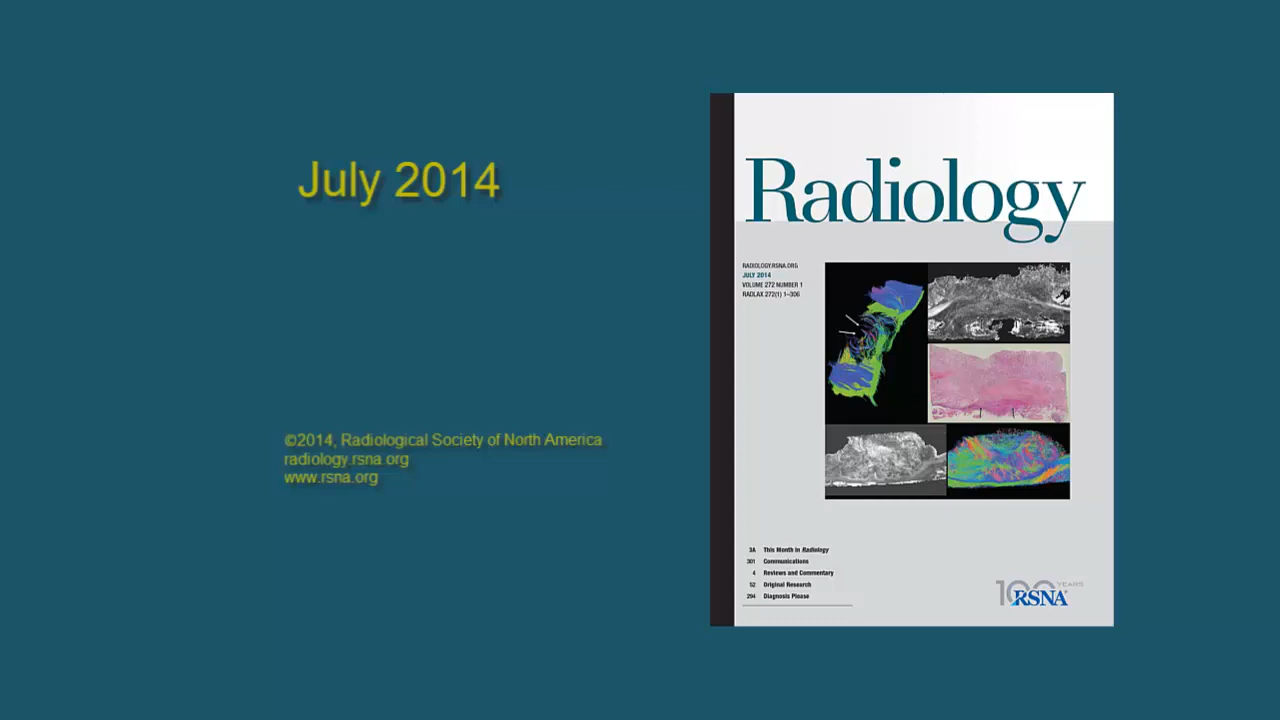 July 2014
©2014, Radiological Society of North America
radiology.rsna.org
www.rsna.org
Radiology
RADIOLOGY.RSNA.ORG
JULY 2014
VOLUME 272 NUMBER 1
RADLAX 272(1) 1–306
3A This Month in Radiology
301 Communications
4 Reviews and Commentary
52 Original Research
294 Diagnosis Please
100 YEARS
RSNA®